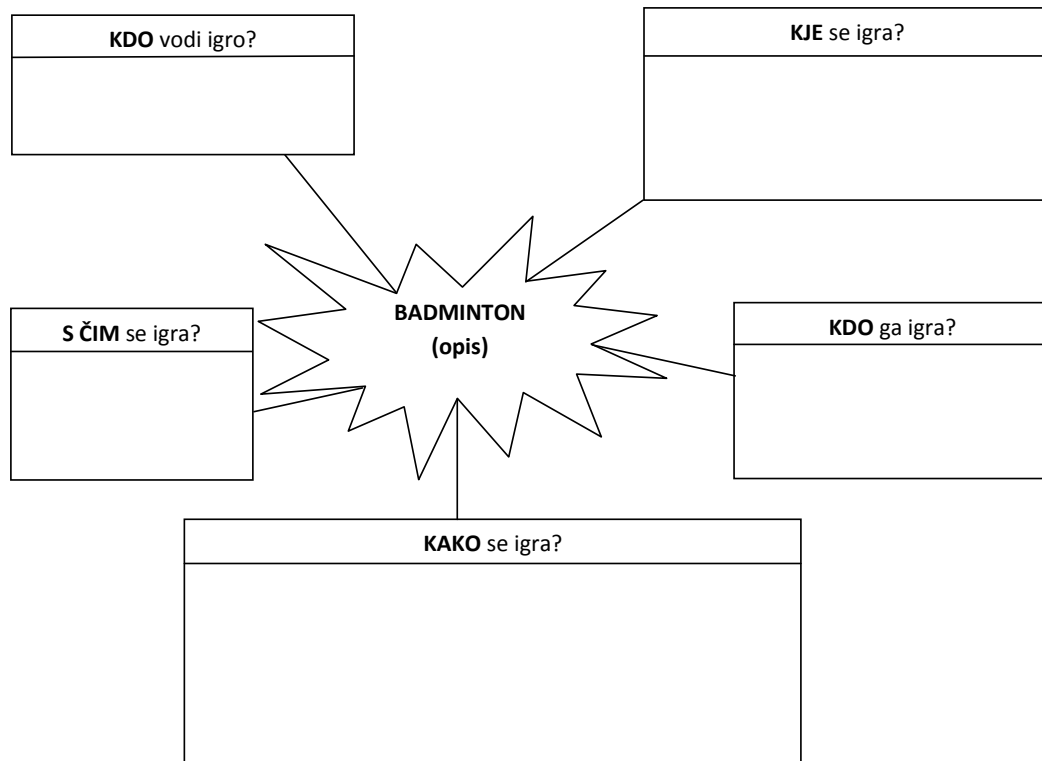 KDO vodi igro?
KJE se igra?
BADMINTON
(opis)
S ČIM se igra?
KDO ga igra?
KAKO se igra?